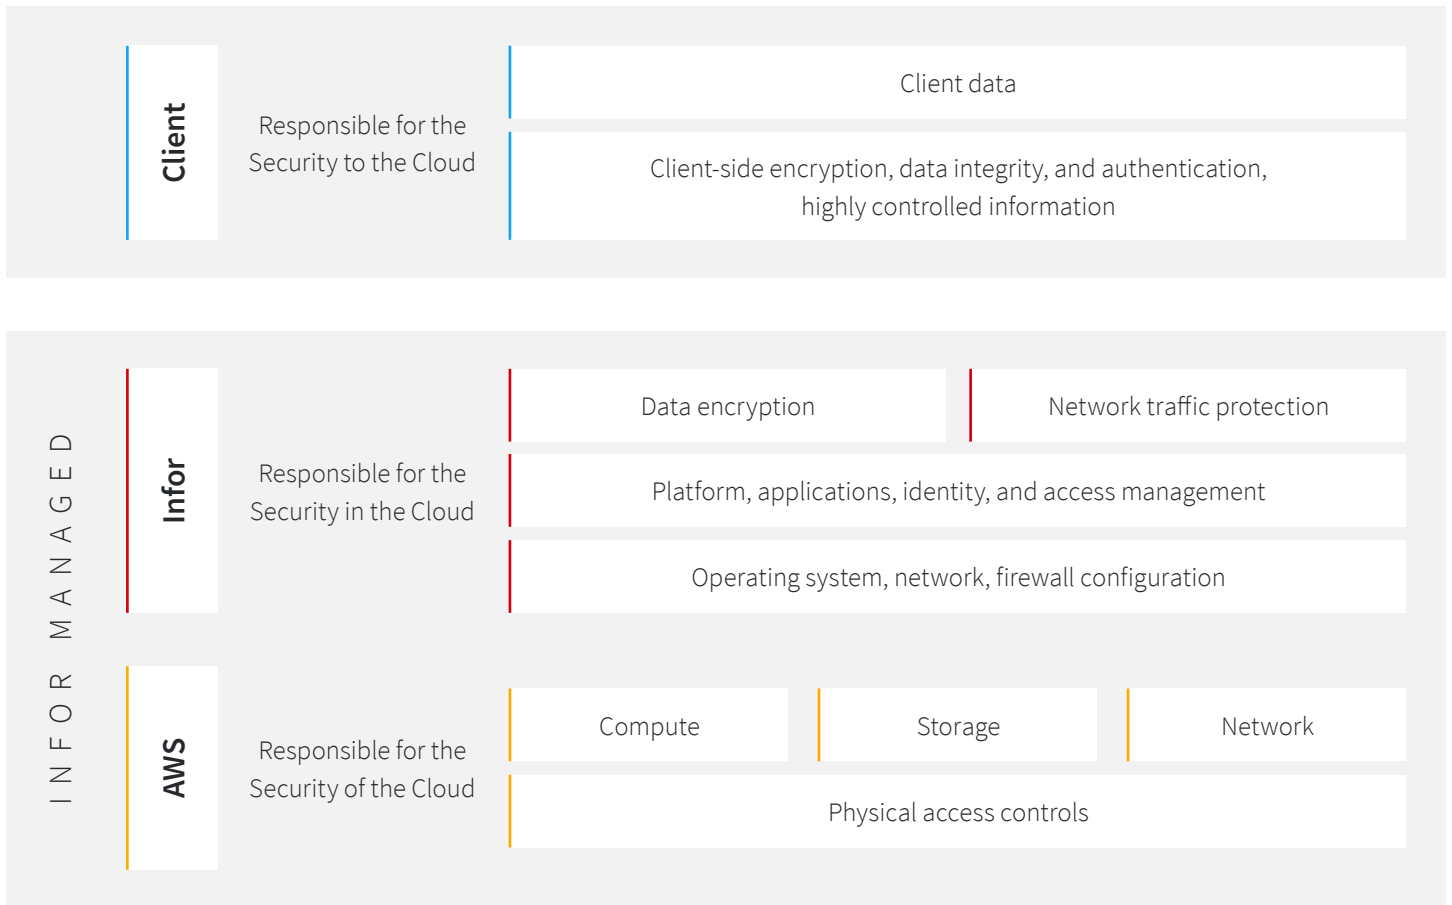 Client
Responsible for the
Security to the Cloud
Client data
Client-side encryption, data integrity, and authentication,
highly controlled information
INFOR MANAGED
Infor
Responsible for the
Security in the Cloud
Data encryption
Network traffic protection
Platform, applications, identity, and access management
Operating system, network, firewall configuration
AWS
Responsible for the
Security of the Cloud
Compute
Storage
Network
Physical access controls